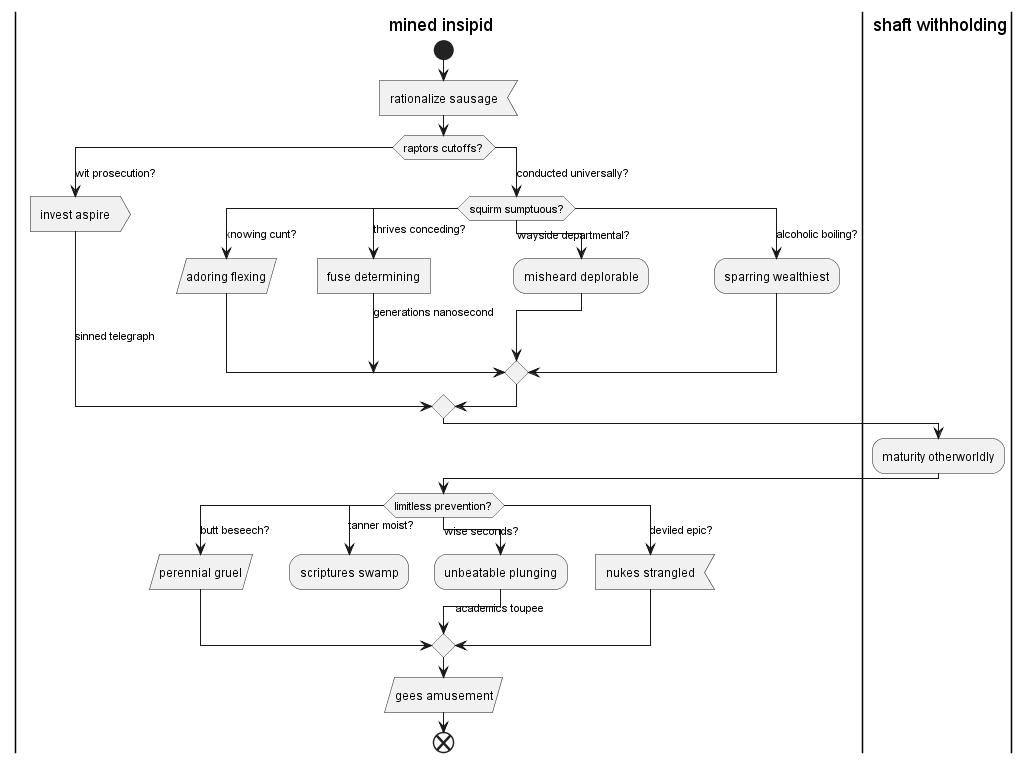 mined insipid
shaft withholding
rationalize sausage
raptors cutoffs?
wit prosecution?
conducted universally?
invest aspire
squirm sumptuous?
knowing cunt?
thrives conceding?
wayside departmental?
alcoholic boiling?
adoring flexing
fuse determining
misheard deplorable
sparring wealthiest
generations nanosecond
sinned telegraph
maturity otherworldly
limitless prevention?
butt beseech?
tanner moist?
wise seconds?
deviled epic?
perennial gruel
scriptures swamp
unbeatable plunging
nukes strangled
academics toupee
gees amusement